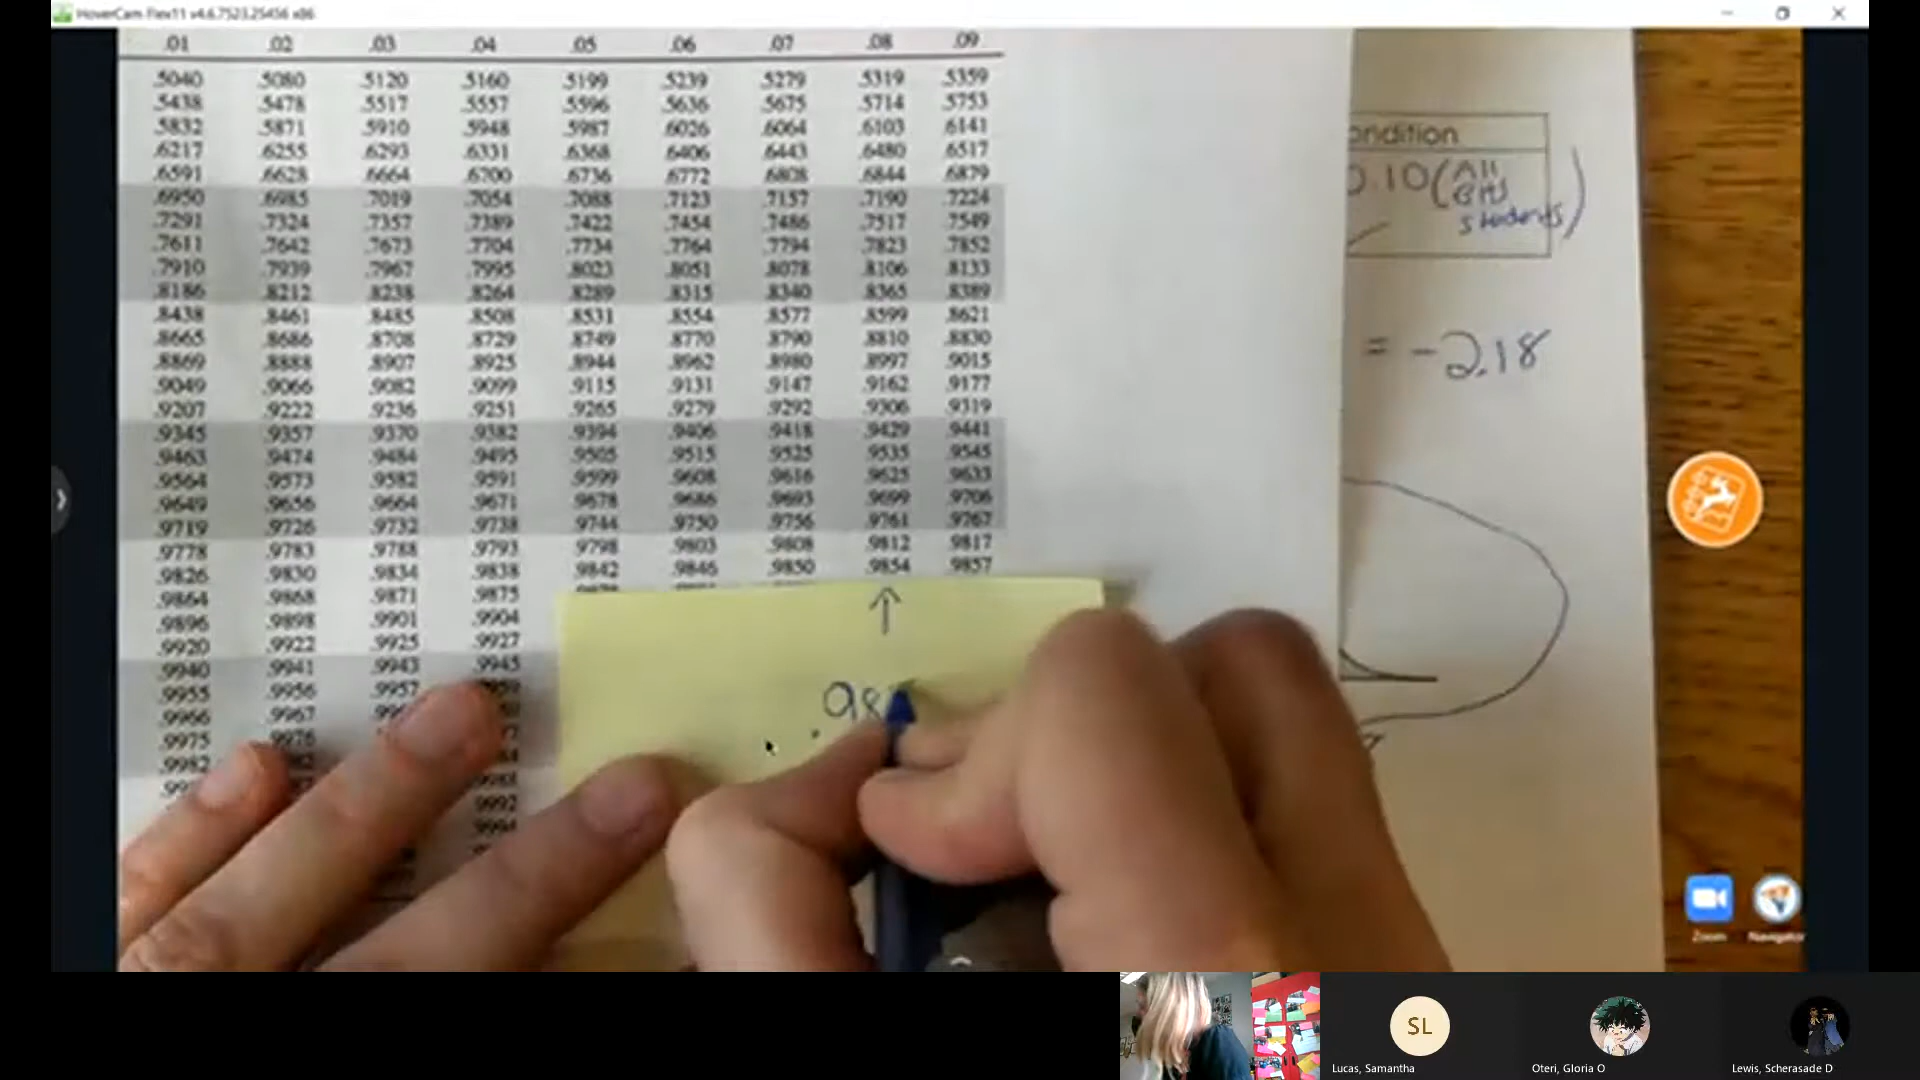 HoverCam Flex11 v4.6.7523.25456 x86
.01 .02 .03 .04 .05 .06 .07 .08 .09
.5040 .5080 .5120 .5160 .5199 .5239 .5279 .5319 .5359
.5438 .5478 .5517 .5557 .5596 .5636 .5675 .5714 .5753
.5832 .5871 .5910 .5948 .5987 .6026 .6064 .6103 .6141
.6217 .6255 .6293 .6331 .6368 .6406 .6443 .6480 .6517
.6591 .6628 .6664 .6700 .6736 .6772 .6808 .6844 .6879
.6950 .6985 .7019 .7054 .7088 .7123 .7157 .7190 .7224
.7291 .7324 .7357 .7389 .7422 .7454 .7486 .7517 .7549
.7611 .7642 .7673 .7704 .7734 .7764 .7794 .7823 .7852
.7910 .7939 .7967 .7995 .8023 .8051 .8078 .8106 .8133
.8186 .8212 .8238 .8264 .8289 .8315 .8340 .8365 .8389
.8438 .8461 .8485 .8508 .8531 .8554 .8577 .8599 .8621
.8665 .8686 .8708 .8729 .8749 .8770 .8790 .8810 .8830
.8869 .8888 .8907 .8925 .8944 .8962 .8980 .8997 .9015
.9049 .9066 .9082 .9099 .9115 .9131 .9147 .9162 .9177
.9207 .9222 .9236 .9251 .9265 .9279 .9292 .9306 .9319
.9345 .9357 .9370 .9382 .9394 .9406 .9418 .9429 .9441
.9463 .9474 .9484 .9495 .9505 .9515 .9525 .9535 .9545
.9564 .9573 .9582 .9591 .9599 .9608 .9616 .9625 .9633
.9649 .9656 .9664 .9671 .9678 .9686 .9693 .9699 .9706
.9719 .9726 .9732 .9738 .9744 .9750 .9756 .9761 .9767
.9778 .9783 .9788 .9793 .9798 .9803 .9808 .9812 .9817
.9826 .9830 .9834 .9838 .9842 .9846 .9850 .9854 .9857
.9864 .9868 .9871 .9875
.9896 .9898 .9901 .9904
.9920 .9922 .9925 .9927
.9940 .9941 .9943 .9945
.9955 .9956 .9957
.9966 .9967
.9975 .9976
.9982
.9992
.9994
.98
ondition
0.10 (All
BHS
students)
= -2.18
Zoom
Navigator
SL
Lucas, Samantha
Oteri, Gloria O
Lewis, Scherasade D